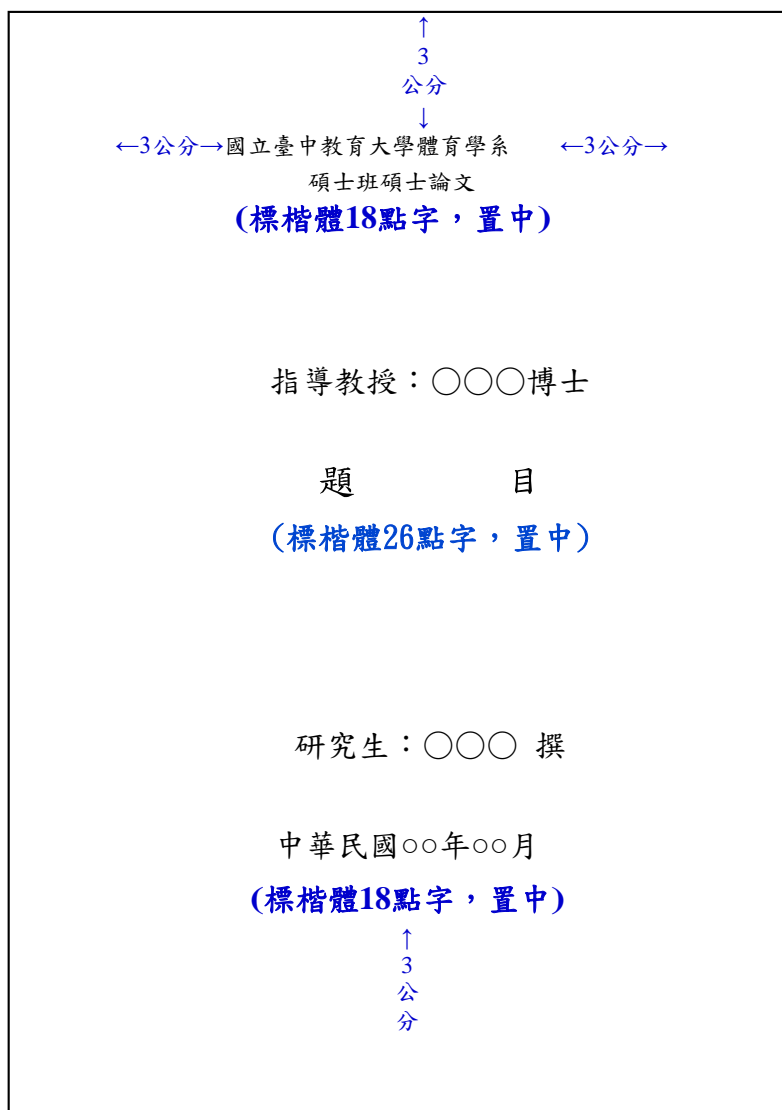 ↑
3
公分
↓
←3公分→國立臺中教育大學體育學系 ←3公分→
碩士班碩士論文
(標楷體18點字，置中)
指導教授：○○○博士
題 目
(標楷體26點字，置中)
研究生：○○○ 撰
中華民國○○年○○月
(標楷體18點字，置中)
↑
3
公
分